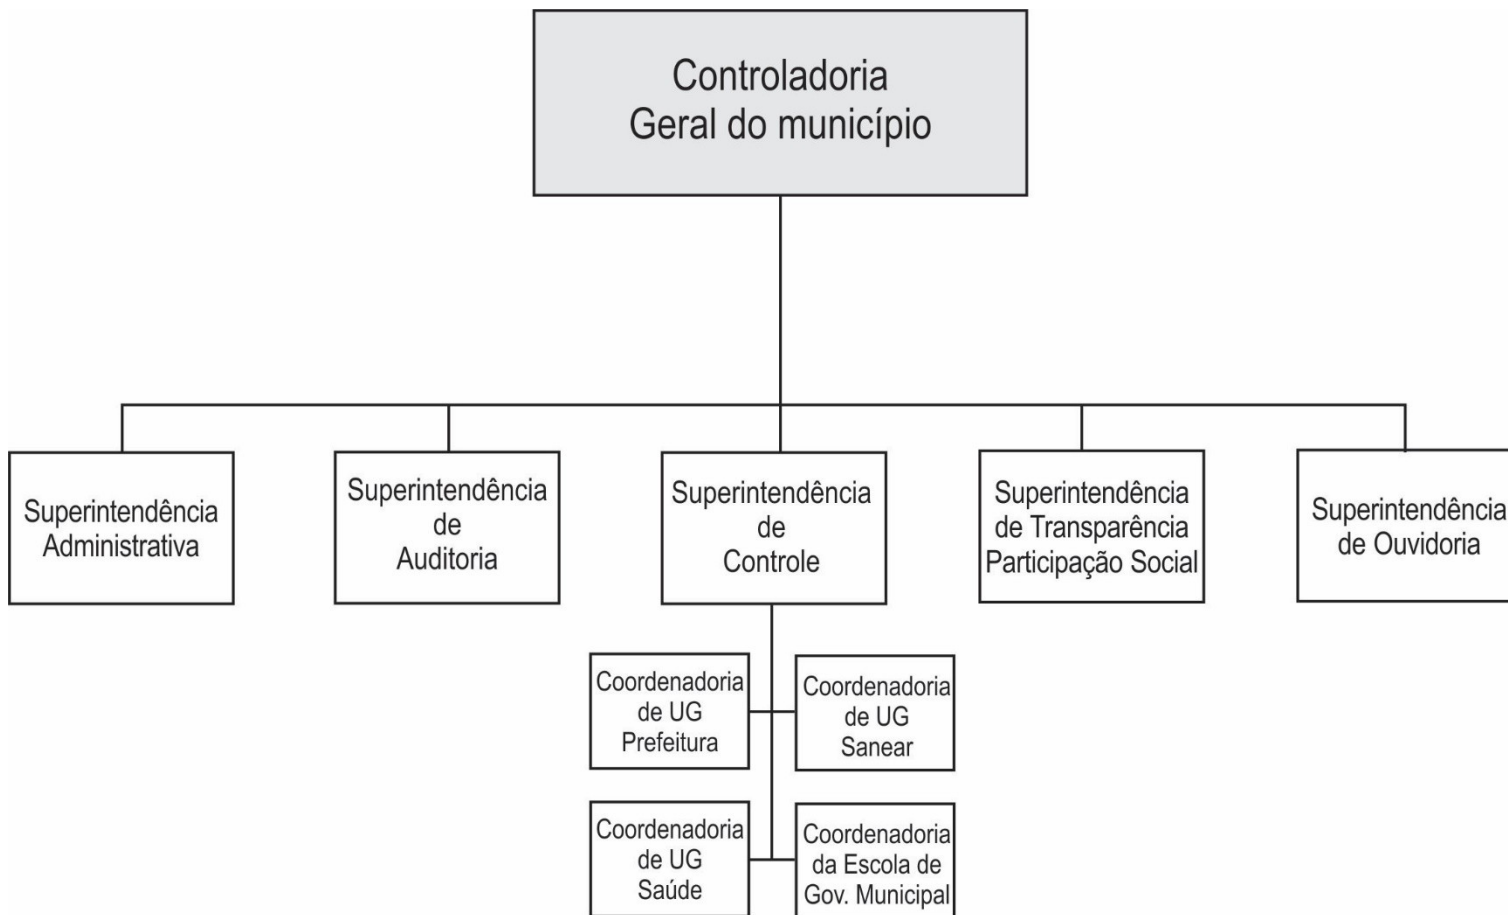 Controladoria
Geral do município
Superintendência
Administrativa
Superintendência
de
Auditoria
Superintendência
de
Controle
Superintendência
de Transparência
Participação Social
Superintendência
de Ouvidoria
Coordenadoria
de UG
Prefeitura
Coordenadoria
de UG
Sanear
Coordenadoria
de UG
Saúde
Coordenadoria
da Escola de
Gov. Municipal